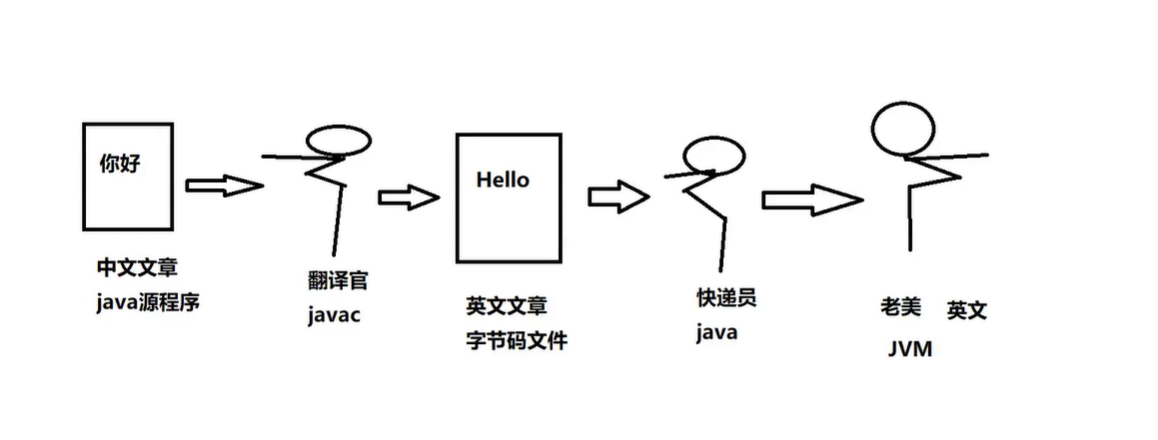 你好
中文文章
java源程序
翻译官
javac
Hello
英文文章
字节码文件
快递员
java
老美 英文
JVM